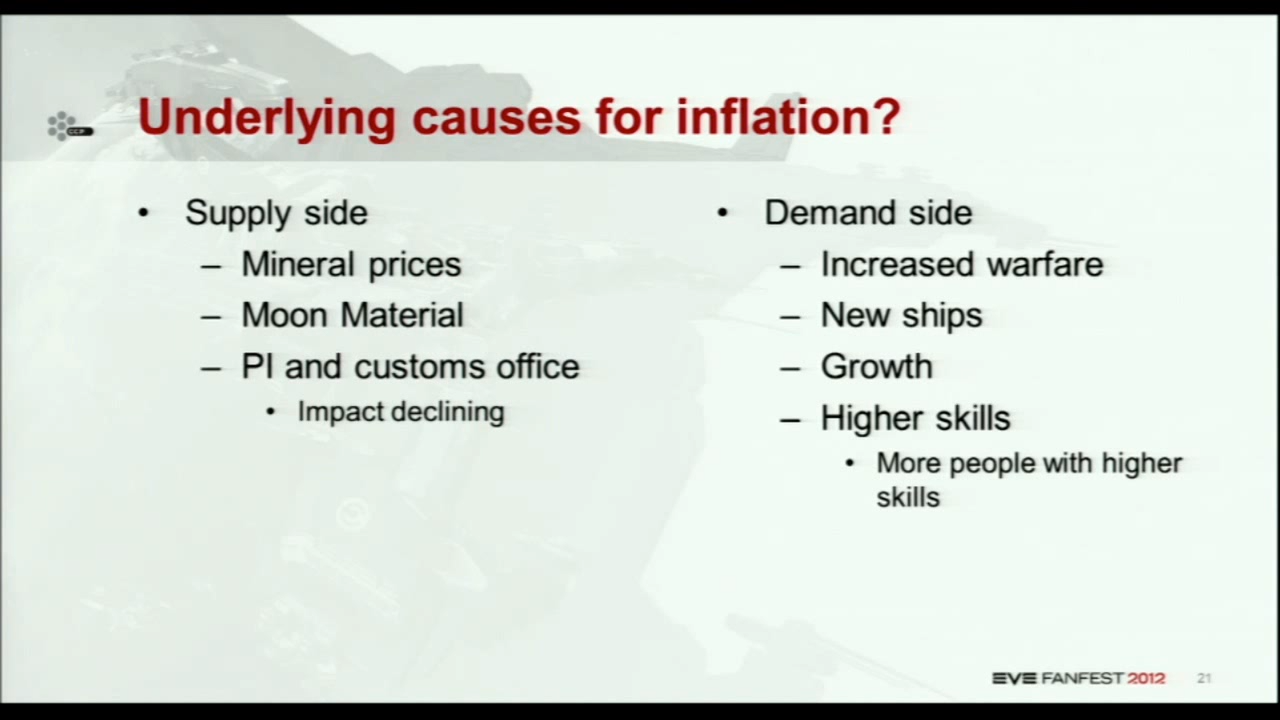 Underlying causes for inflation?
CCP
• Supply side
– Mineral prices
– Moon Material
– PI and customs office
• Impact declining
• Demand side
– Increased warfare
– New ships
– Growth
– Higher skills
• More people with higher
skills
EVE FANFEST 2012
21